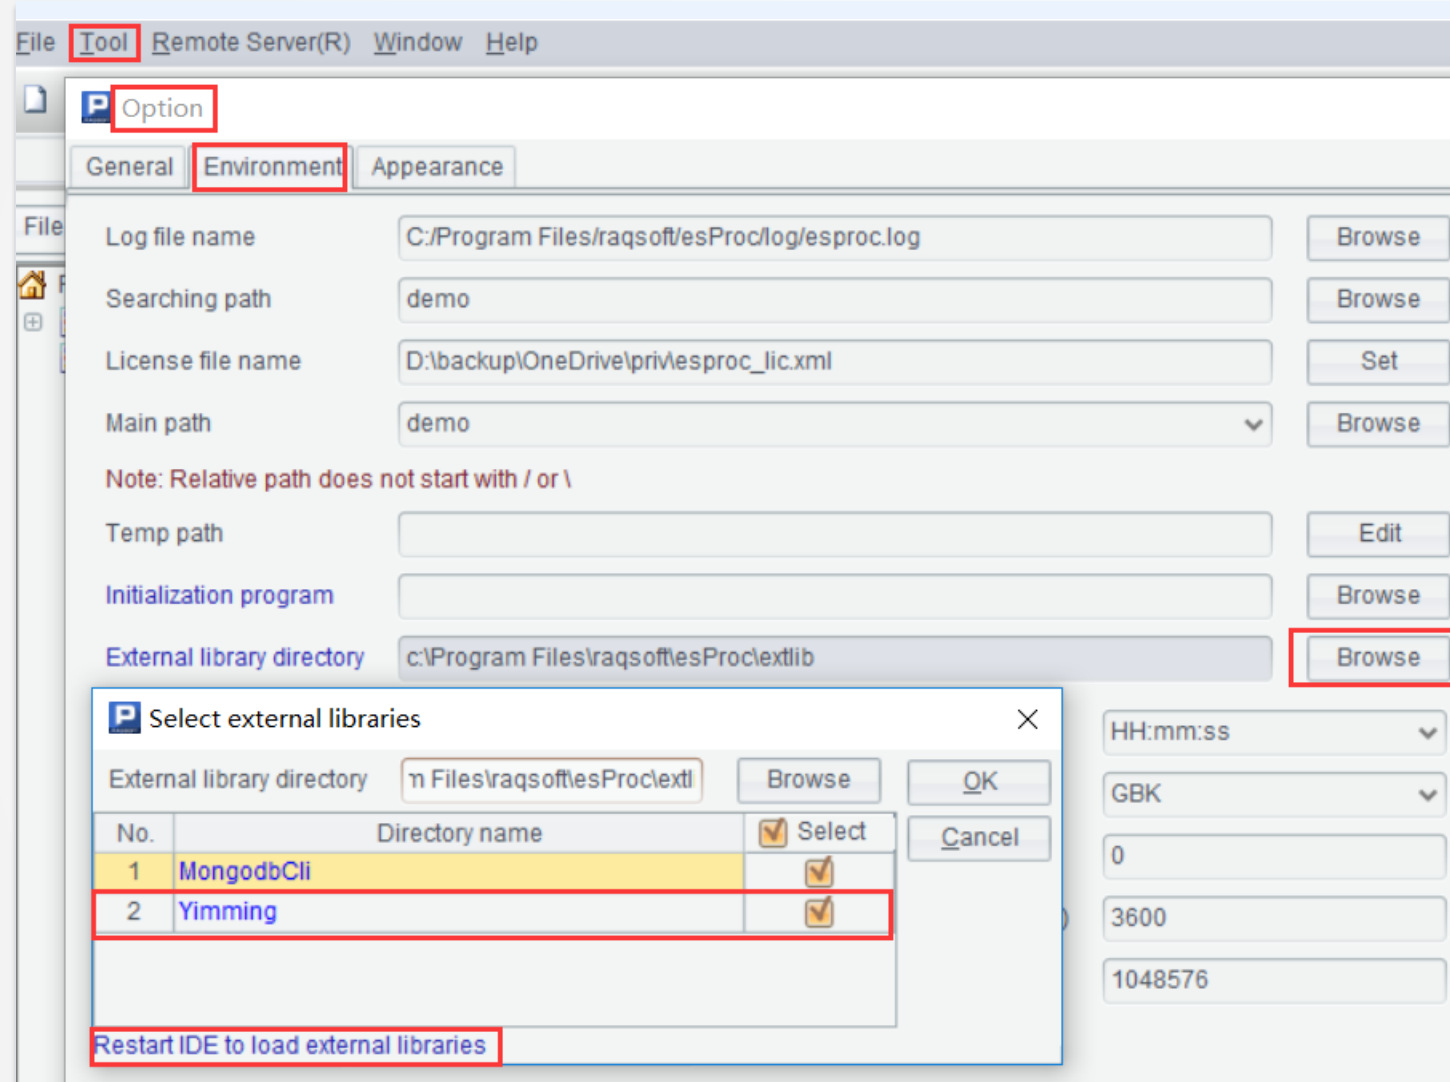 File Tool Remote Server(R) Window Help
Option
General Environment Appearance
File
Log file name C:/Program Files/raqsoft/esProc/log/esproc.log Browse
Searching path demo Browse
License file name D:\backup\OneDrive\priv\esproc_lic.xml Set
Main path demo Browse
Note: Relative path does not start with / or \
Temp path Edit
Initialization program Browse
External library directory c:\Program Files\raqsoft\esProc\extlib Browse
Select external libraries
HH:mm:ss
External library directory Files\raqsoft\esProc\extl Browse OK
GBK
No. Directory name Select Cancel
0
1 MongodbCli
2 Yimming
3600
1048576
Restart IDE to load external libraries